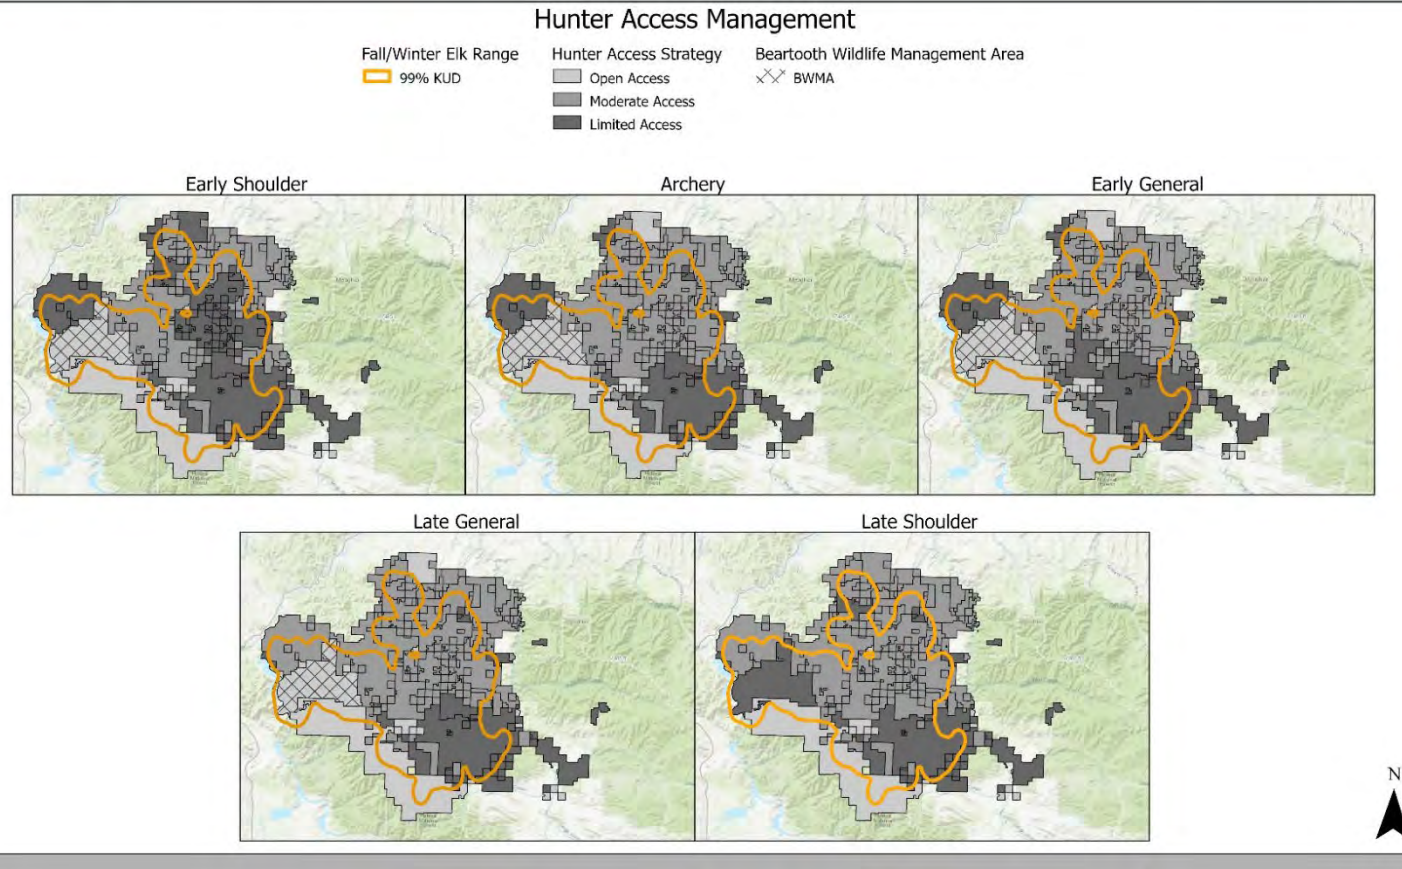 Hunter Access Management
Fall/Winter Elk Range
99% KUD
Hunter Access Strategy
Open Access
Moderate Access
Limited Access
Beartooth Wildlife Management Area
BWMA
Early Shoulder
Archery
Early General
Late General
Late Shoulder
N